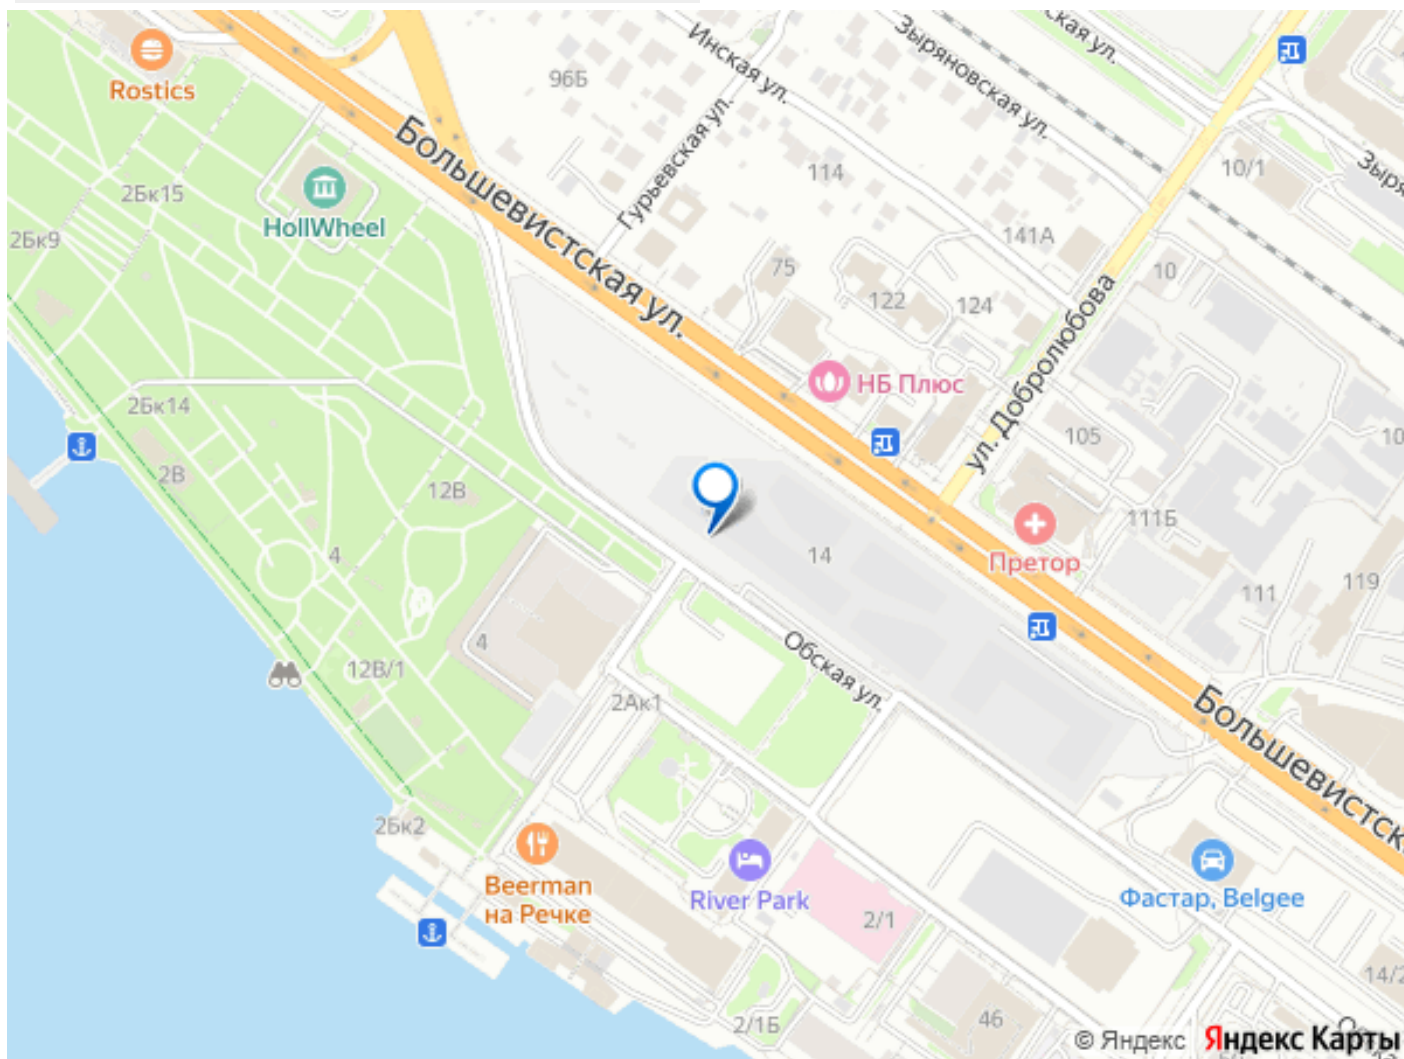 Rostics
96Б
Инская ул.
Зыряновская ул.
ская ул.
Большевистская ул.
Гурьевская ул.
10/1
Зыря
2Бк15
HollWheel
114
2Бк9
141А
75
10
122
124
ул. Добролюбова
НБ Плюс
2Бк14
105
10
2В
12В
111Б
Претор
4
14
111
119
4
Обская ул.
12В/1
2Ак1
Большевистск
2Бк2
Beerman
на Речке
River Park
Фастар, Belgee
2/1
14/2
2/1Б
46
© Яндекс
Яндекс Карты